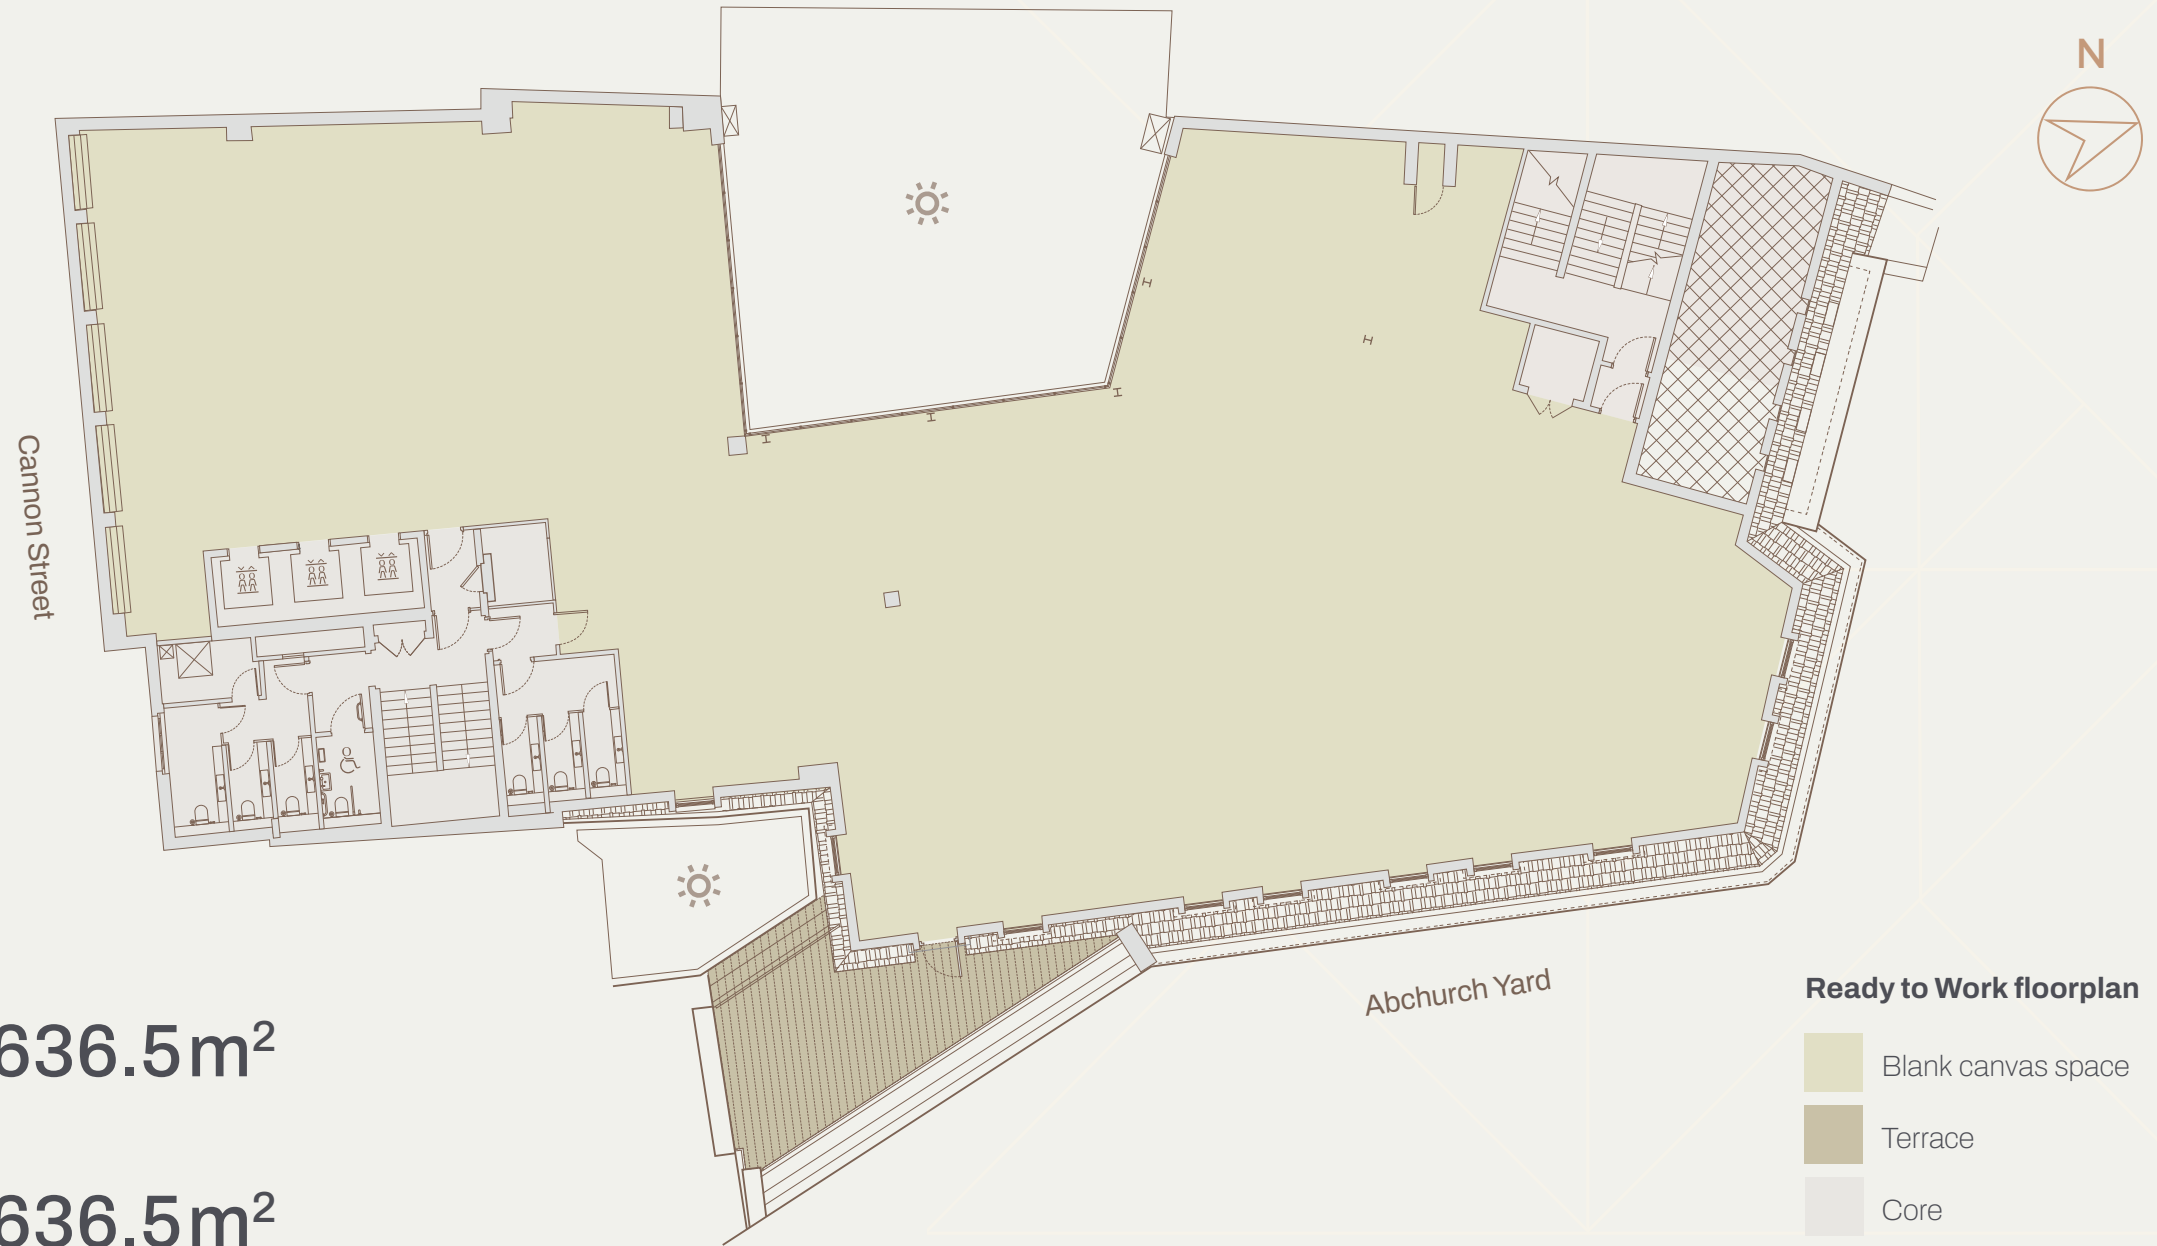 N
Cannon Street
Abchurch Yard
636.5m²
636.5m²
Ready to Work floorplan
Blank canvas space
Terrace
Core